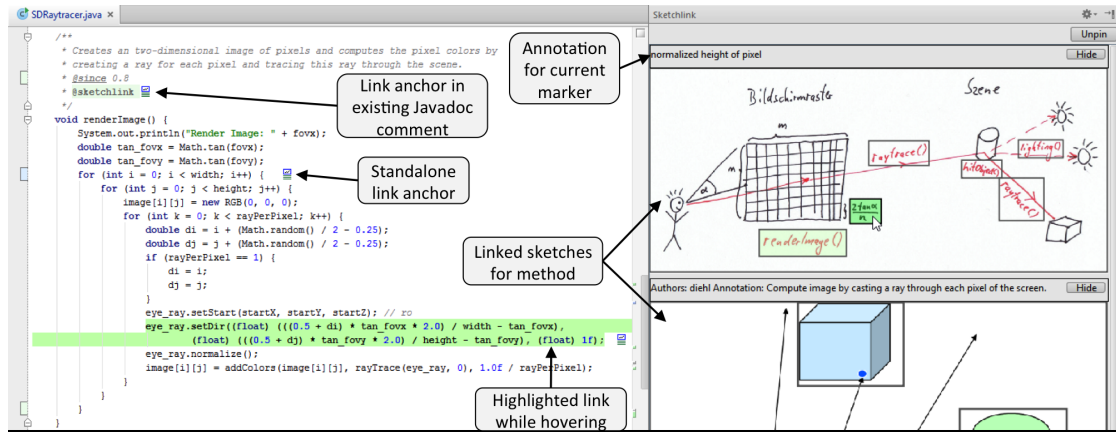 SDRaytracer.java ×
/**
* Creates an two-dimensional image of pixels and computes the pixel colors by
* creating a ray for each pixel and tracing this ray through the scene.
* @since 0.8
* @sketchlink
*/
void renderImage() {
System.out.println("Render Image: " + fovx);
double tan_fovx = Math.tan(fovx);
double tan_fovy = Math.tan(fovy);
for (int i = 0; i < width; i++) {
for (int j = 0; j < height; j++) {
image[i][j] = new RGB(0, 0, 0);
for (int k = 0; k < rayPerPixel; k++) {
double di = i + (Math.random() / 2 - 0.25);
double dj = j + (Math.random() / 2 - 0.25);
if (rayPerPixel == 1) {
di = i;
dj = j;
}
eye_ray.setStart(startX, startY, startZ); // ro
eye_ray.setDir((float) (((0.5 + di) * tan_fovx * 2.0) / width - tan_fovx),
(float) (((0.5 + dj) * tan_fovy * 2.0) / height - tan_fovy), (float) 1f);
eye_ray.normalize();
image[i][j] = addColors(image[i][j], rayTrace(eye_ray, 0), 1.0f / rayPerPixel);
}
}
}
}
Link anchor in
existing Javadoc
comment
Standalone
link anchor
Annotation
for current
marker
Linked sketches
for method
Highlighted link
while hovering
Sketchlink
Unpin
normalized height of pixel
Hide
Bildschirmraster
Szene
m
n
α
raytrace()
lighting()
hitObject()
raytrace()
2 tan α
n
renderImage()
Authors: diehl Annotation: Compute image by casting a ray through each pixel of the screen.
Hide